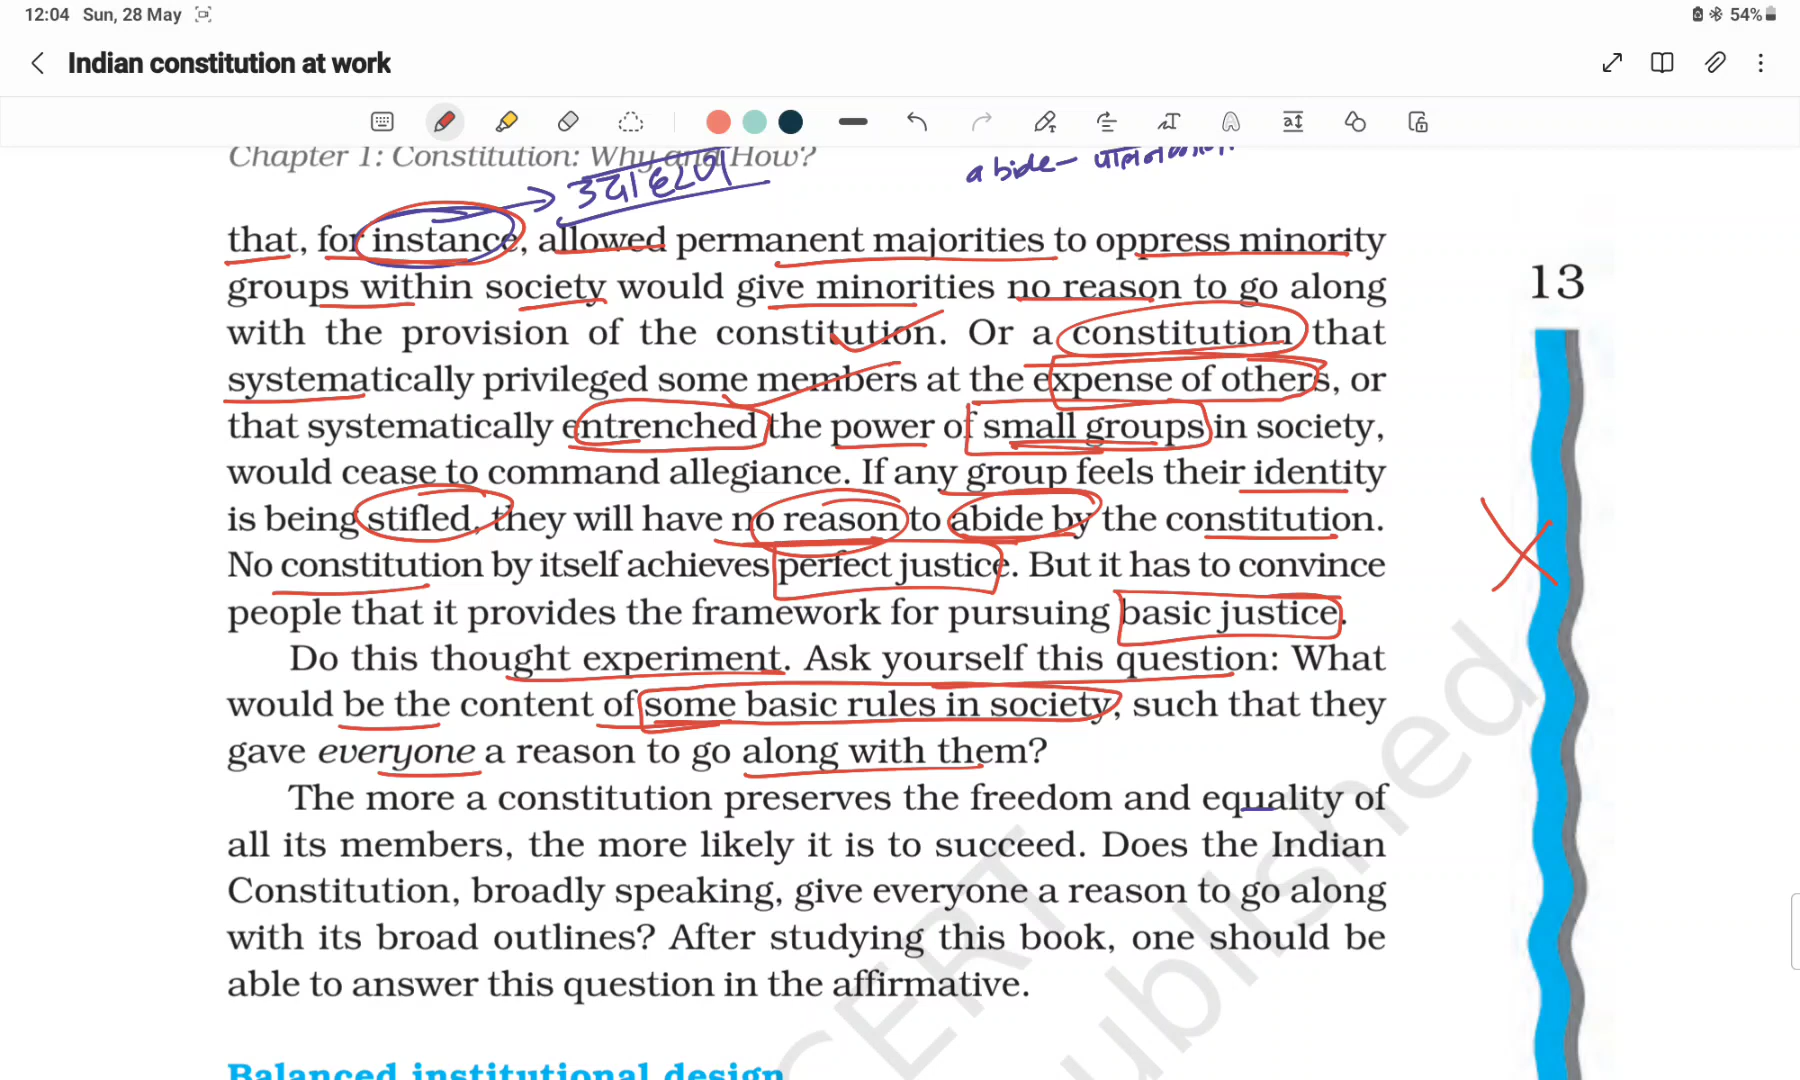 12:04 Sun, 28 May
54%
Indian constitution at work
Chapter 1: Constitution: Why and How?
abide -
that, for instance, allowed permanent majorities to oppress minority
groups within society would give minorities no reason to go along
with the provision of the constitution. Or a constitution that
systematically privileged some members at the expense of others, or
that systematically entrenched the power of small groups in society,
would cease to command allegiance. If any group feels their identity
is being stifled, they will have no reason to abide by the constitution.
No constitution by itself achieves perfect justice. But it has to convince
people that it provides the framework for pursuing basic justice.
Do this thought experiment. Ask yourself this question: What
would be the content of some basic rules in society, such that they
gave everyone a reason to go along with them?
The more a constitution preserves the freedom and equality of
all its members, the more likely it is to succeed. Does the Indian
Constitution, broadly speaking, give everyone a reason to go along
with its broad outlines? After studying this book, one should be
able to answer this question in the affirmative.
Balanced institutional design
13